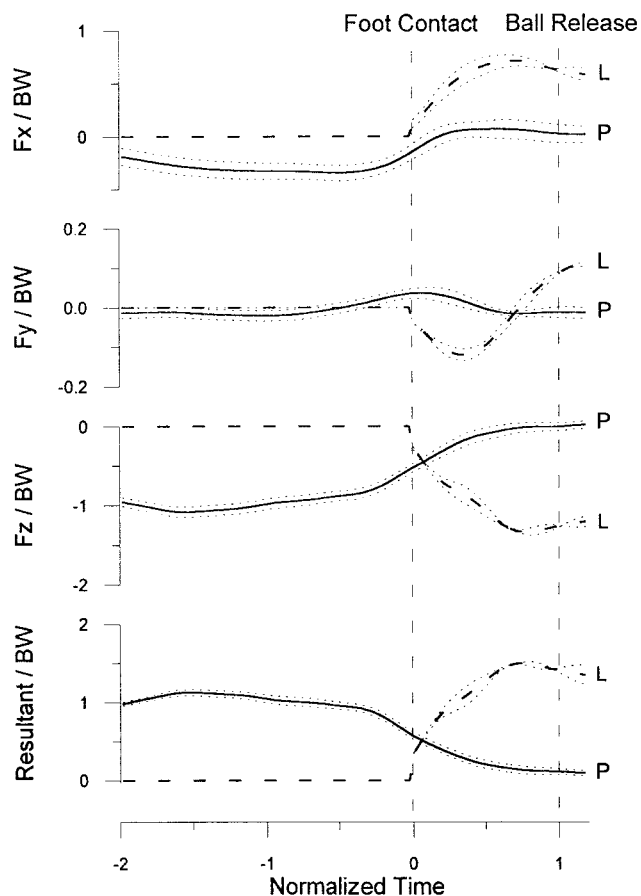 Foot Contact Ball Release
1
0
Fx / BW
L
P
0.2
0.0
-0.2
Fy / BW
L
P
0
-1
-2
Fz / BW
P
L
2
1
0
Resultant / BW
L
P
-2 -1 0 1
Normalized Time